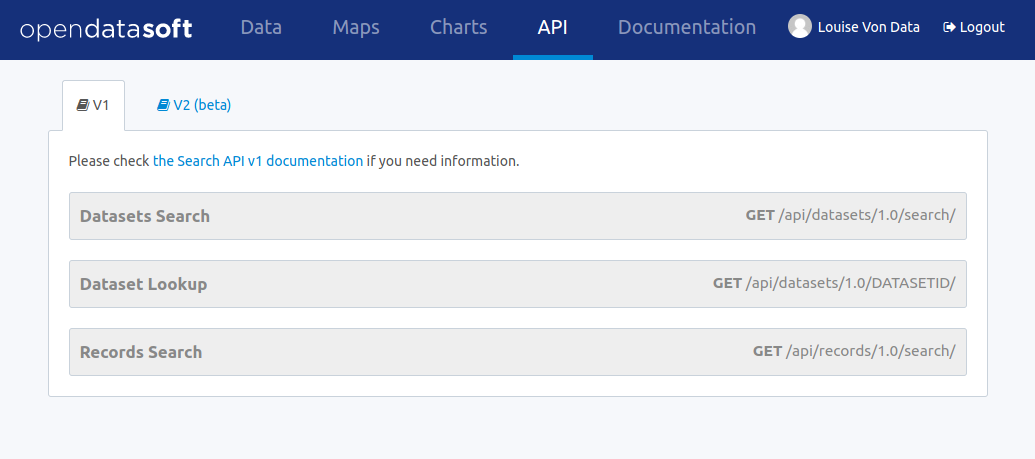 opendatasoft Data Maps Charts API Documentation Louise Von Data Logout
V1 V2 (beta)
Please check the Search API v1 documentation if you need information.
Datasets Search GET /api/datasets/1.0/search/
Dataset Lookup GET /api/datasets/1.0/DATASETID/
Records Search GET /api/records/1.0/search/